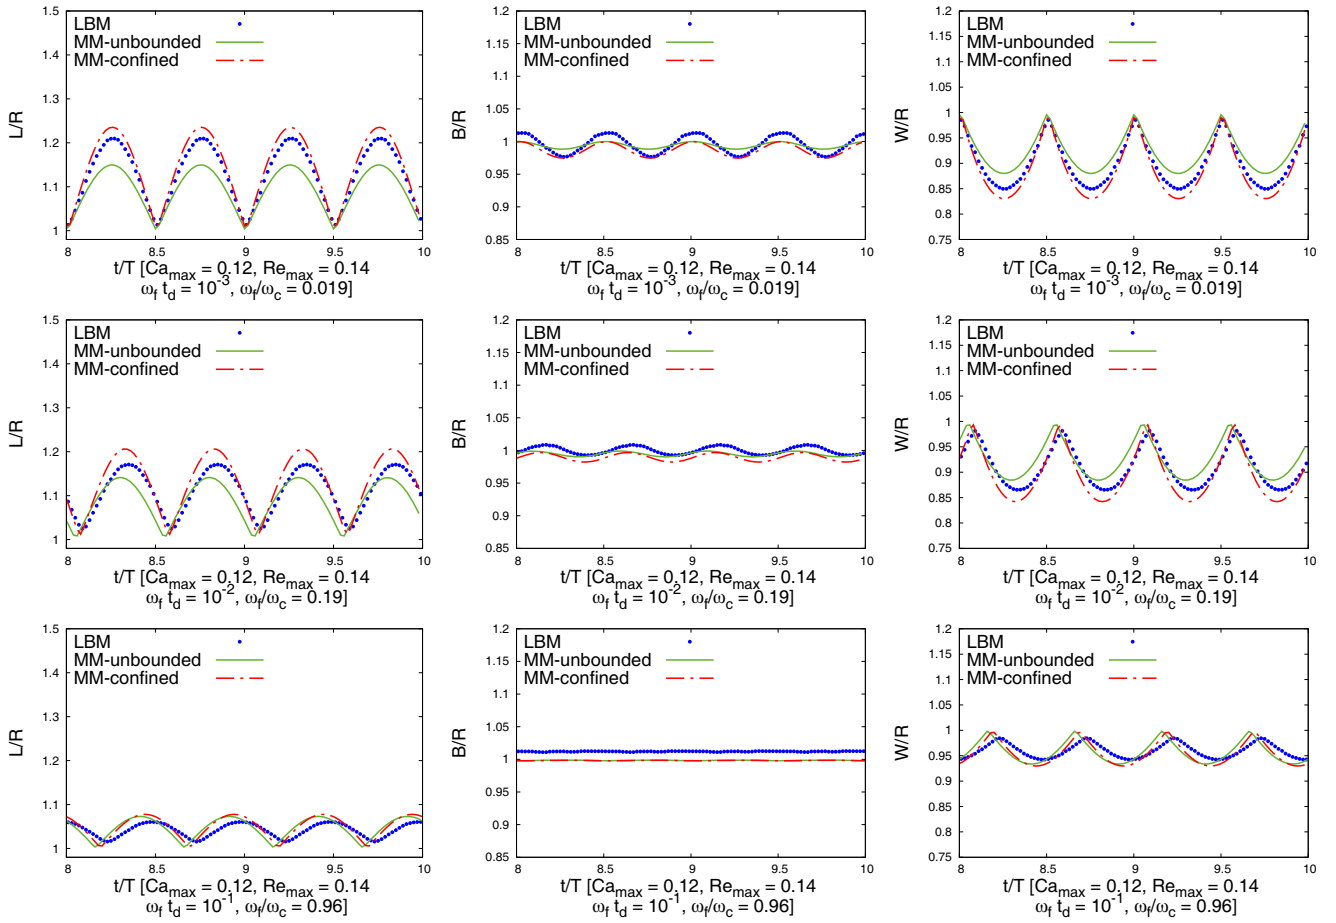 1.5
1.4
1.3
1.2
1.1
1
L/R
LBM
MM-unbounded
MM-confined
8 8.5 9 9.5 10
t/T [Ca_max = 0.12, Re_max = 0.14
ω_f t_d = 10^-3, ω_f/ω_c = 0.019]
1.2
1.15
1.1
1.05
1
0.95
0.9
0.85
B/R
LBM
MM-unbounded
MM-confined
8 8.5 9 9.5 10
t/T [Ca_max = 0.12, Re_max = 0.14
ω_f t_d = 10^-3, ω_f/ω_c = 0.019]
1.2
1.15
1.1
1.05
1
0.95
0.9
0.85
0.8
0.75
W/R
LBM
MM-unbounded
MM-confined
8 8.5 9 9.5 10
t/T [Ca_max = 0.12, Re_max = 0.14
ω_f t_d = 10^-3, ω_f/ω_c = 0.019]
1.5
1.4
1.3
1.2
1.1
1
L/R
LBM
MM-unbounded
MM-confined
8 8.5 9 9.5 10
t/T [Ca_max = 0.12, Re_max = 0.14
ω_f t_d = 10^-2, ω_f/ω_c = 0.19]
1.2
1.15
1.1
1.05
1
0.95
0.9
0.85
B/R
LBM
MM-unbounded
MM-confined
8 8.5 9 9.5 10
t/T [Ca_max = 0.12, Re_max = 0.14
ω_f t_d = 10^-2, ω_f/ω_c = 0.19]
1.2
1.15
1.1
1.05
1
0.95
0.9
0.85
0.8
0.75
W/R
LBM
MM-unbounded
MM-confined
8 8.5 9 9.5 10
t/T [Ca_max = 0.12, Re_max = 0.14
ω_f t_d = 10^-2, ω_f/ω_c = 0.19]
1.5
1.4
1.3
1.2
1.1
1
L/R
LBM
MM-unbounded
MM-confined
8 8.5 9 9.5 10
t/T [Ca_max = 0.12, Re_max = 0.14
ω_f t_d = 10^-1, ω_f/ω_c = 0.96]
1.2
1.15
1.1
1.05
1
0.95
0.9
0.85
B/R
LBM
MM-unbounded
MM-confined
8 8.5 9 9.5 10
t/T [Ca_max = 0.12, Re_max = 0.14
ω_f t_d = 10^-1, ω_f/ω_c = 0.96]
1.2
1.15
1.1
1.05
1
0.95
0.9
0.85
0.8
0.75
W/R
LBM
MM-unbounded
MM-confined
8 8.5 9 9.5 10
t/T [Ca_max = 0.12, Re_max = 0.14
ω_f t_d = 10^-1, ω_f/ω_c = 0.96]